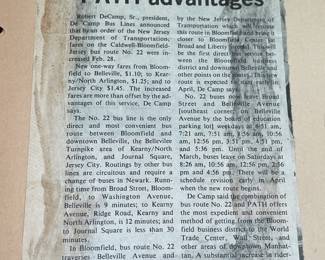 PATH advantages
Robert DeCamp, Sr., president,
De Camp Bus Lines announced
that by an order of the New Jersey
Department of Transportation,
fares on the Caldwell-Bloomfield-
Jersey but route No. 22 were in-
creased Feb. 28.
New one-way fares from Bloomfield
to Belleville, $1.10; to Kear-
ny/North Arlington, $1.25; and to
Jersey City, $1.45. The increased
fares are more than offset by the ad-
vantages of this service, De Camp
says.
The No. 22 bus line is the only
direct and most convenient bus
route between Bloomfield and
downtown Belleville, the Belleville
Turnpike area of Kearny/North
Arlington, and Journal Square,
Jersey City. Routings by other bus
lines are circuitous and require a
change of buses in Newark. Run-
ning time from Broad Street, Bloom-
field, to Washington Avenue,
Belleville is 9 minutes; to Kearny
Avenue, Ridge Road, Kearny and
North Arlington, is 12 minutes; and
to Journal Square is less than 30
minutes.
In Bloomfield, bus route No. 22
traverses Belleville Avenue and
by the New Jersey Department of
Transportation which will
this route in Bloomfield and bring it
closer to Bloomfield Center by
Broad and Liberty
be the first direct bus service between
the Bloomfield business
district and downtown Belleville and
other points on the
route is expected to start early in
April, De Camp says.
No. 22 buses now leave Broad
Street and Belleville Avenue
[southeast corner, on Belleville
Avenue by the board of education
parking lot] weekdays at 6:51 am,
7:21 am, 7:51 am, 8:26 am, 10:56
am, 12:56 pm, 2:56 pm, 3:51 pm,
and 5:36 pm. Until the end of
March, buses leave on Saturdays at
8:26 am, 10:56 am, 12:56 pm, 2:56
pm and 4:56 pm. There will be a
schedule revision early in April
when the new route begins.
De Camp said the combination of
bus route No. 22 and PATH offers
the most expedient and convenient
method of getting from the Bloom-
field business district to the World
Trade Center, Wall Street, and
other areas of downtown Manhat-
tan. A substantial increase in rider-